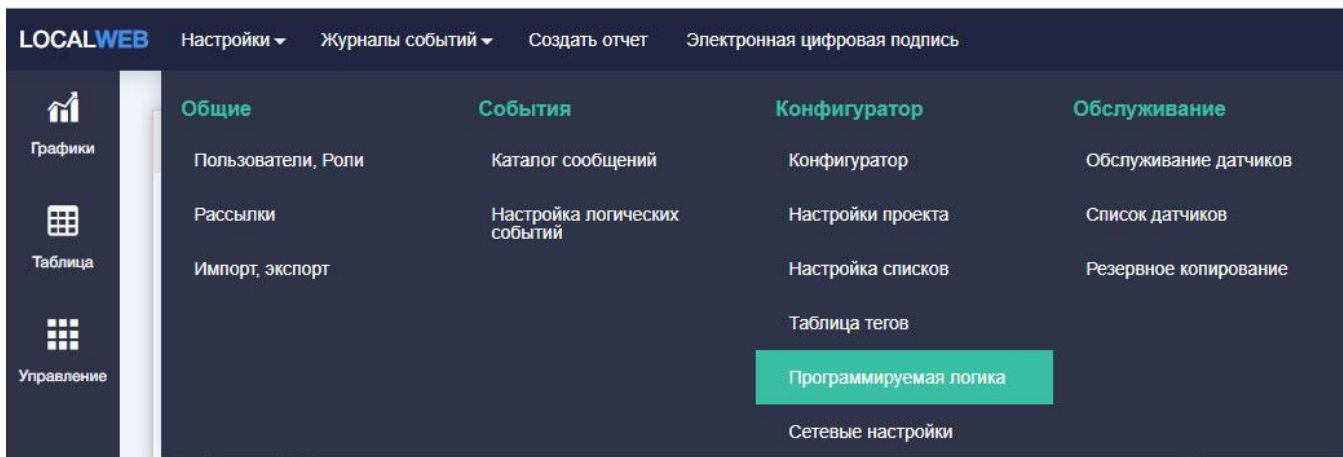 LOCALWEB Настройки Журналы событий Создать отчет Электронная цифровая подпись
Графики
Таблица
Управление
Общие
Пользователи, Роли
Рассылки
Импорт, экспорт
События
Каталог сообщений
Настройка логических
событий
Конфигуратор
Конфигуратор
Настройки проекта
Настройка списков
Таблица тегов
Программируемая логика
Сетевые настройки
Обслуживание
Обслуживание датчиков
Список датчиков
Резервное копирование